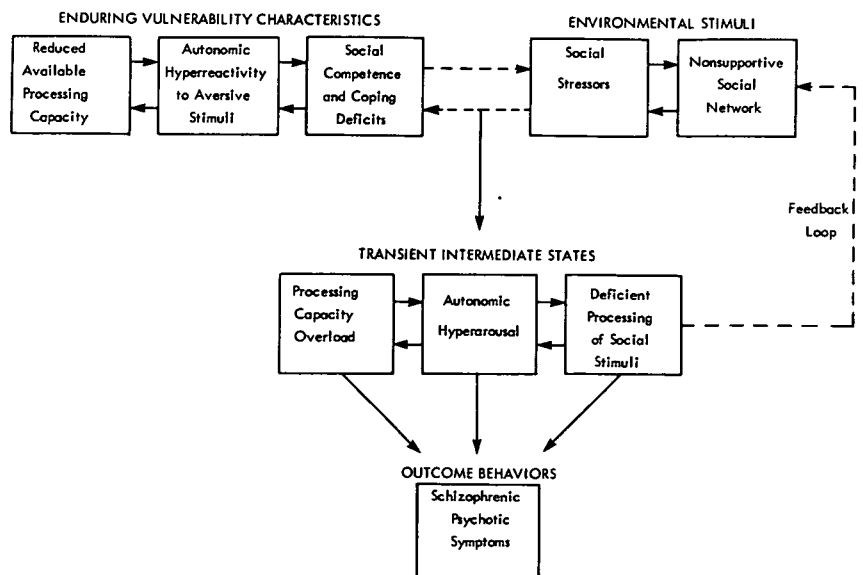 ENDURING VULNERABILITY CHARACTERISTICS
ENVIRONMENTAL STIMULI
Reduced
Available
Processing
Capacity
Autonomic
Hyperreactivity
to Aversive
Stimuli
Social
Competence
and Coping
Deficits
Social
Stressors
Nonsupportive
Social
Network
Feedback
Loop
TRANSIENT INTERMEDIATE STATES
Processing
Capacity
Overload
Autonomic
Hyperarousal
Deficient
Processing
of Social
Stimuli
OUTCOME BEHAVIORS
Schizophrenic
Psychotic
Symptoms